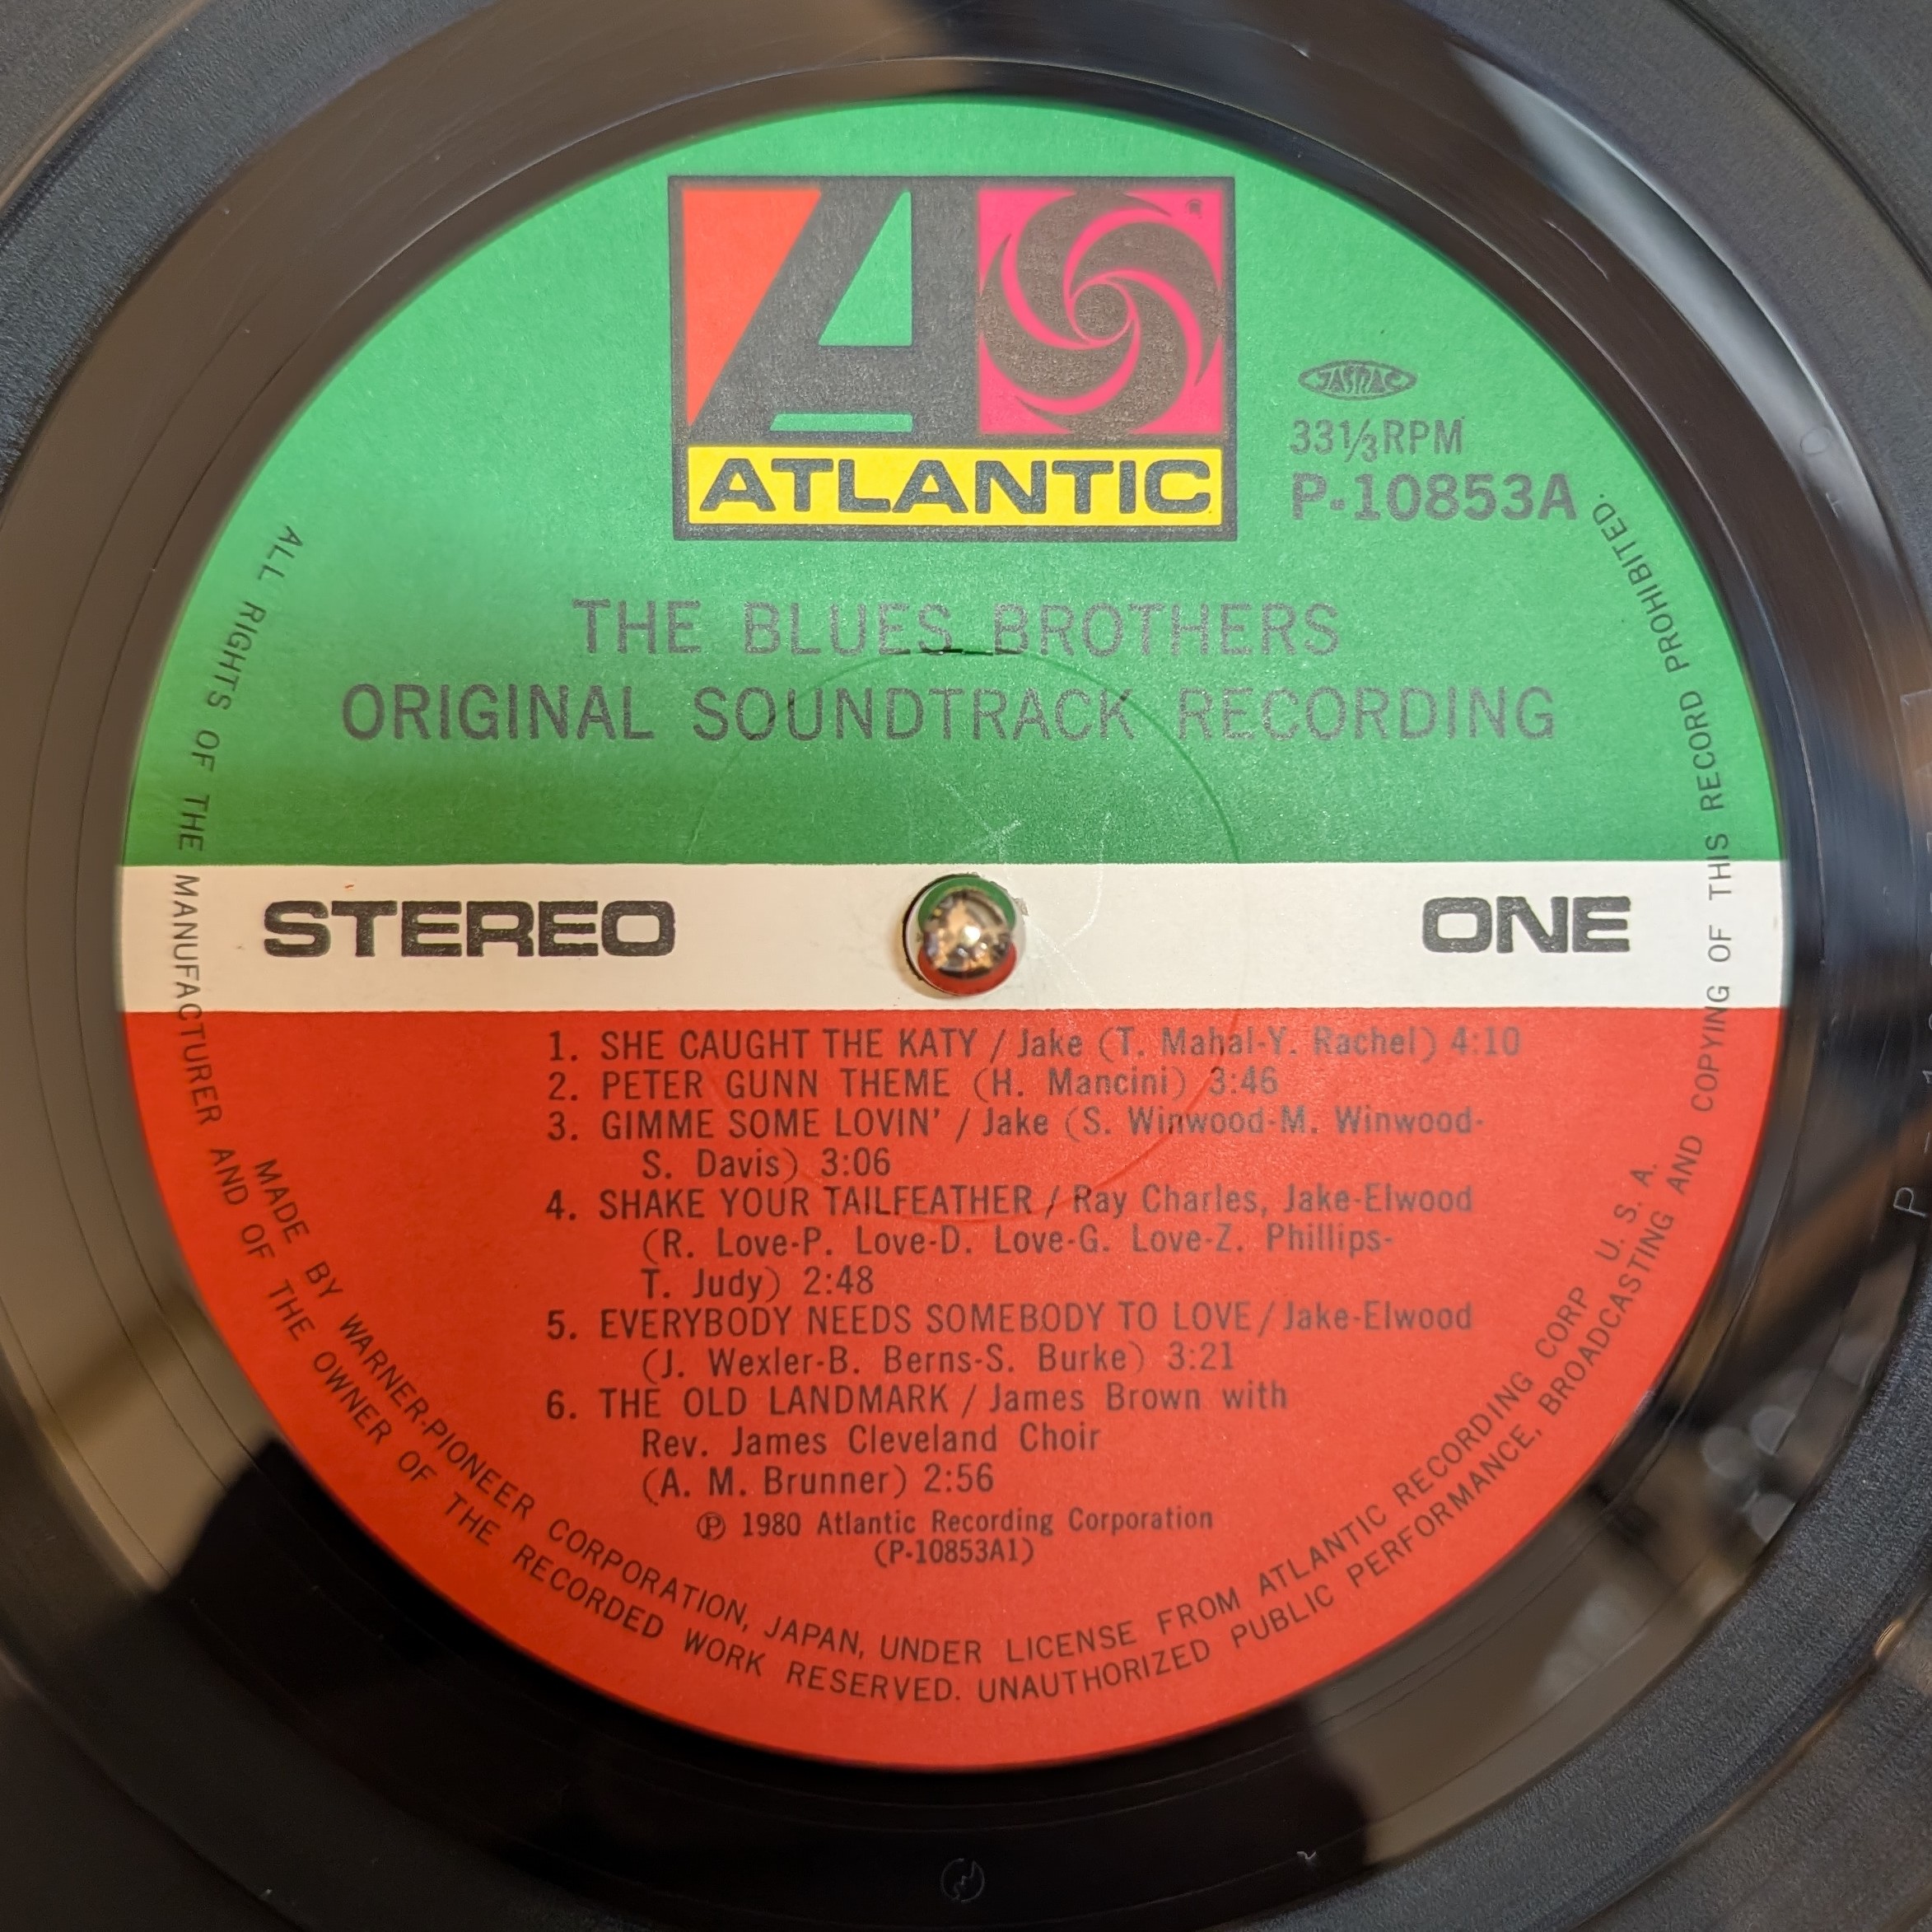 ATLANTIC
JASRAC
33⅓RPM
P-10853A
THE BLUES BROTHERS
ORIGINAL SOUNDTRACK RECORDING
STEREO
ONE
1. SHE CAUGHT THE KATY / Jake (T. Mahal-Y. Rachel) 4:10
2. PETER GUNN THEME (H. Mancini) 3:46
3. GIMME SOME LOVIN' / Jake (S. Winwood-M. Winwood-
S. Davis) 3:06
4. SHAKE YOUR TAILFEATHER / Ray Charles, Jake-Elwood
(R. Love-P. Love-D. Love-G. Love-Z. Phillips-
T. Judy) 2:48
5. EVERYBODY NEEDS SOMEBODY TO LOVE / Jake-Elwood
(J. Wexler-B. Berns-S. Burke) 3:21
6. THE OLD LANDMARK / James Brown with
Rev. James Cleveland Choir
(A. M. Brunner) 2:56
℗ 1980 Atlantic Recording Corporation
(P-10853A1)
MADE BY WARNER-PIONEER CORPORATION, JAPAN, UNDER LICENSE FROM ATLANTIC RECORDING CORP U. S. A.
ALL RIGHTS OF THE MANUFACTURER AND OF THE OWNER OF THE RECORDED WORK RESERVED. UNAUTHORIZED PUBLIC PERFORMANCE, BROADCASTING AND COPYING OF THIS RECORD PROHIBITED.